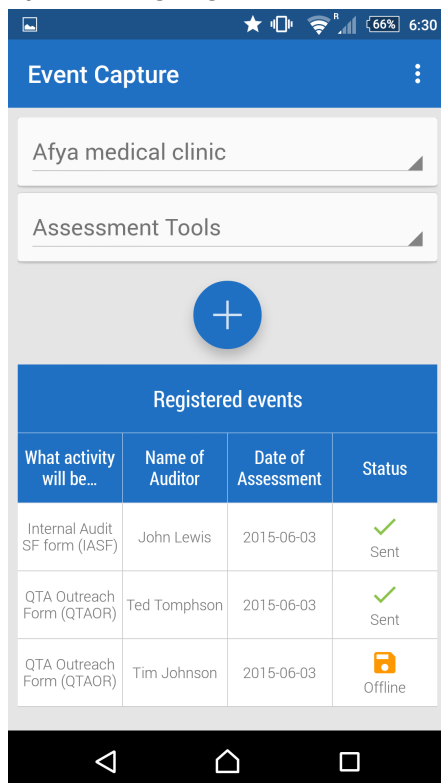 R 66% 6:30
Event Capture
Afya medical clinic
Assessment Tools
Registered events
What activity will be… Name of Auditor Date of Assessment Status
Internal Audit SF form (IASF) John Lewis 2015-06-03 Sent
QTA Outreach Form (QTAOR) Ted Tomphson 2015-06-03 Sent
QTA Outreach Form (QTAOR) Tim Johnson 2015-06-03 Offline